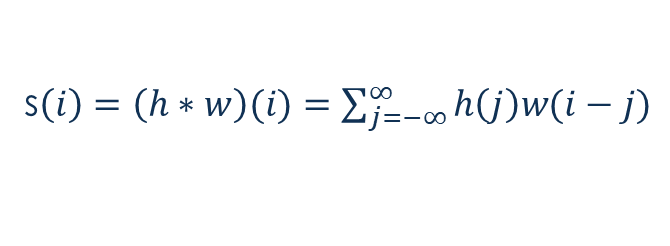 s(i) = (h * w)(i) = ∑_{j=−∞}^{∞} h(j)w(i − j)